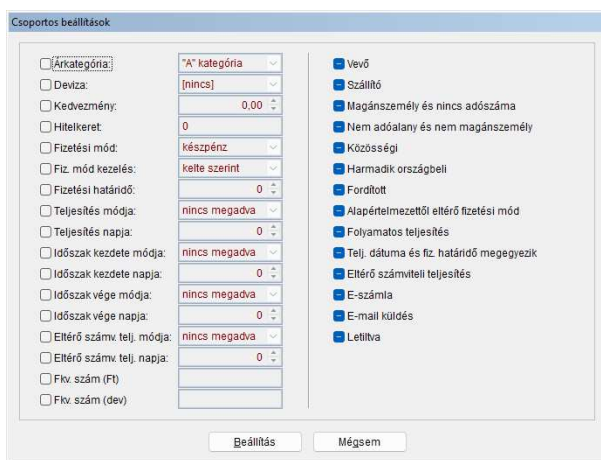 Csoportos beállítások
Árkategória: "A" kategória
Deviza: [nincs]
Kedvezmény: 0,00
Hitelkeret: 0
Fizetési mód: készpénz
Fiz. mód kezelés: kelte szerint
Fizetési határidő: 0
Teljesítés módja: nincs megadva
Teljesítés napja: 0
Időszak kezdete módja: nincs megadva
Időszak kezdete napja: 0
Időszak vége módja: nincs megadva
Időszak vége napja: 0
Eltérő számv. telj. módja: nincs megadva
Eltérő számv. telj. napja: 0
Fkv. szám (Ft)
Fkv. szám (dev)
Vevő
Szállító
Magánszemély és nincs adószáma
Nem adóalany és nem magánszemély
Közösségi
Harmadik országbeli
Fordított
Alapértelmezettől eltérő fizetési mód
Folyamatos teljesítés
Telj. dátuma és fiz. határidő megegyezik
Eltérő számviteli teljesítés
E-számla
E-mail küldés
Letiltva
Beállítás Mégsem